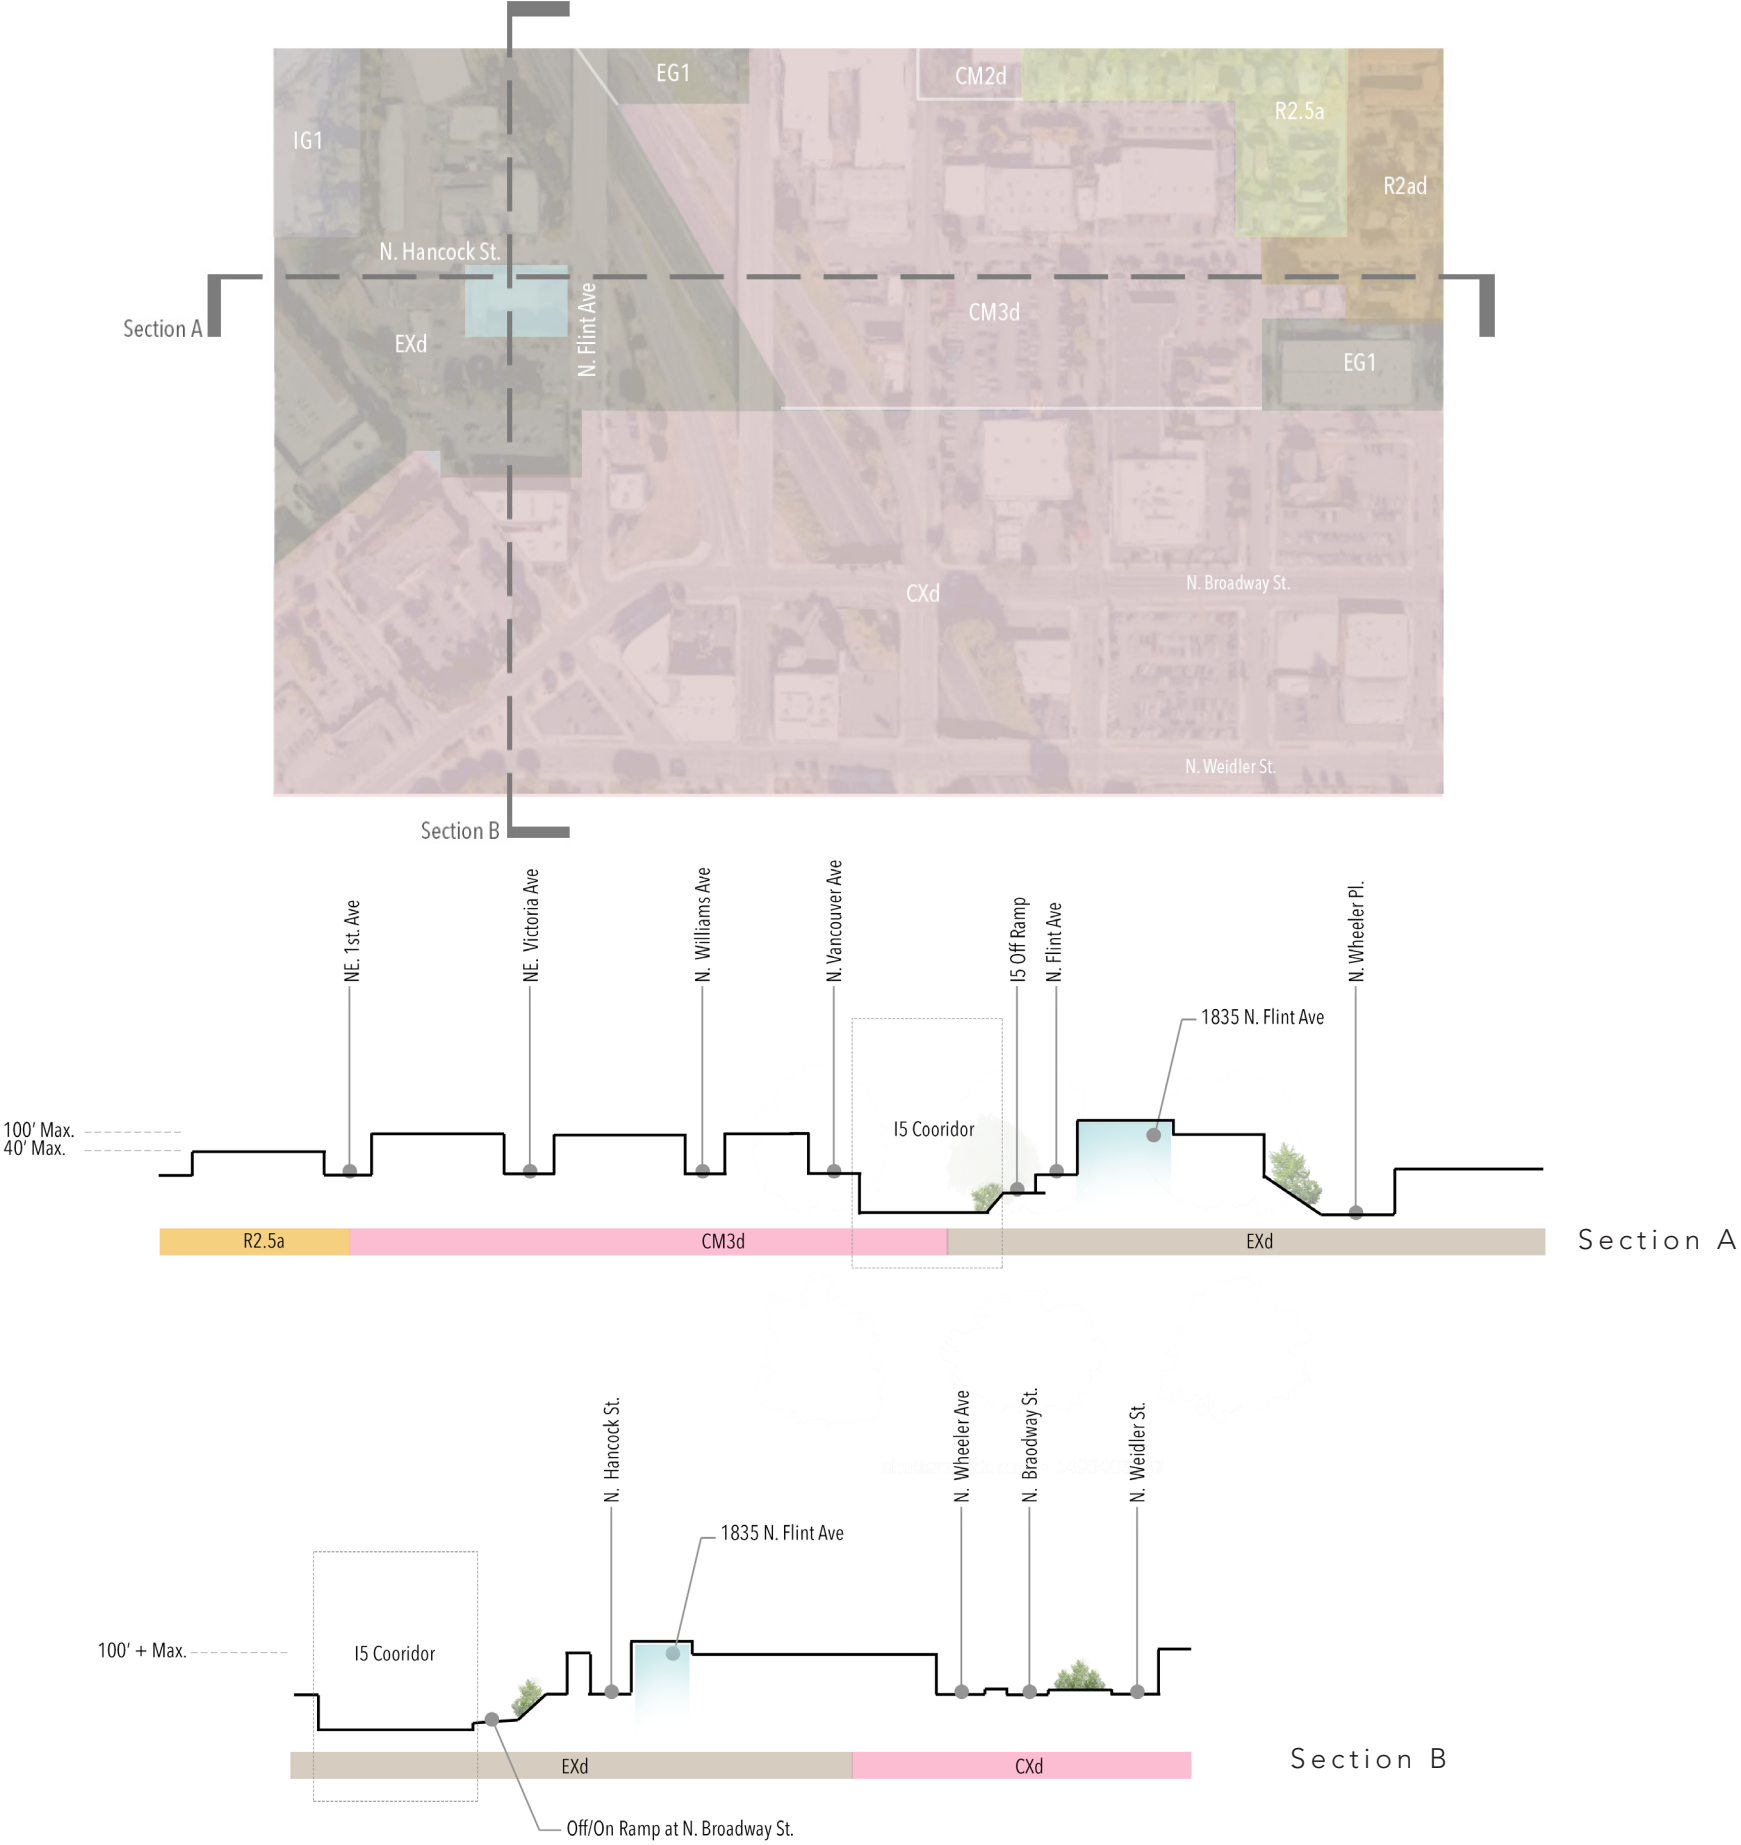 EG1
CM2d
R2.5a
IG1
R2ad
N. Hancock St.
Section A
EXd
N. Flint Ave
CM3d
EG1
CXd
N. Broadway St.
N. Weidler St.
Section B
NE. 1st. Ave
NE. Victoria Ave
N. Williams Ave
N. Vancouver Ave
I5 Off Ramp
N. Flint Ave
N. Wheeler Pl.
1835 N. Flint Ave
100' Max.
40' Max.
I5 Cooridor
R2.5a
CM3d
EXd
Section A
N. Hancock St.
N. Wheeler Ave
N. Braodway St.
N. Weidler St.
1835 N. Flint Ave
100' + Max.
I5 Cooridor
EXd
CXd
Section B
Off/On Ramp at N. Broadway St.